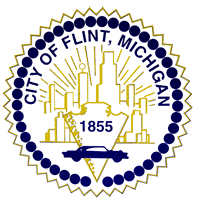 CITY OF FLINT, MICHIGAN
1855